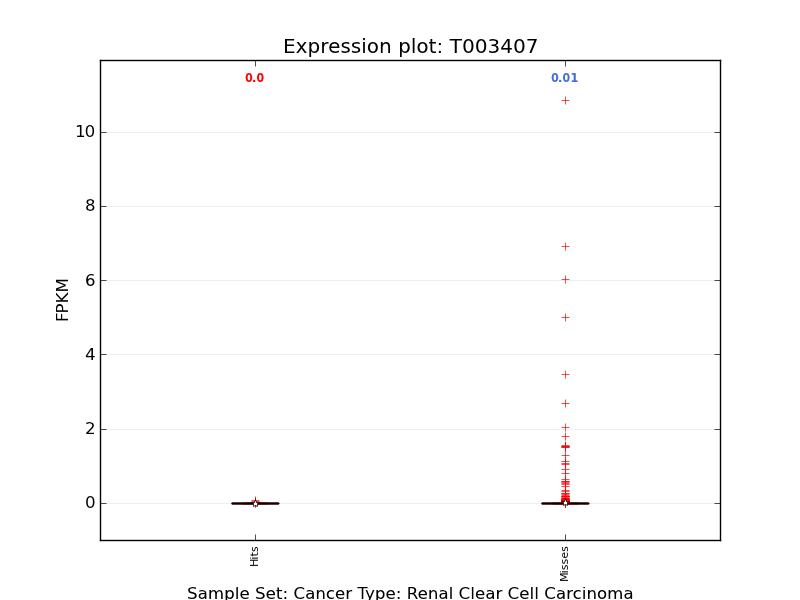 Expression plot: T003407
0.0 0.01
10
8
6
4
2
0
FPKM
Hits Misses
Sample Set: Cancer Type: Renal Clear Cell Carcinoma